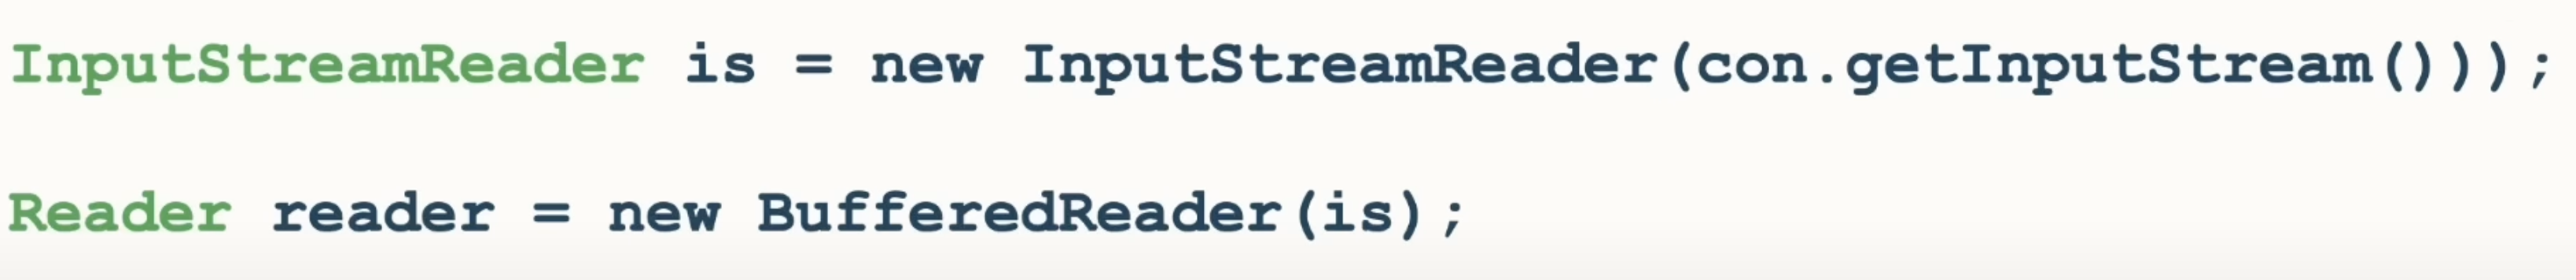 InputStreamReader is = new InputStreamReader(con.getInputStream()));
Reader reader = new BufferedReader(is);